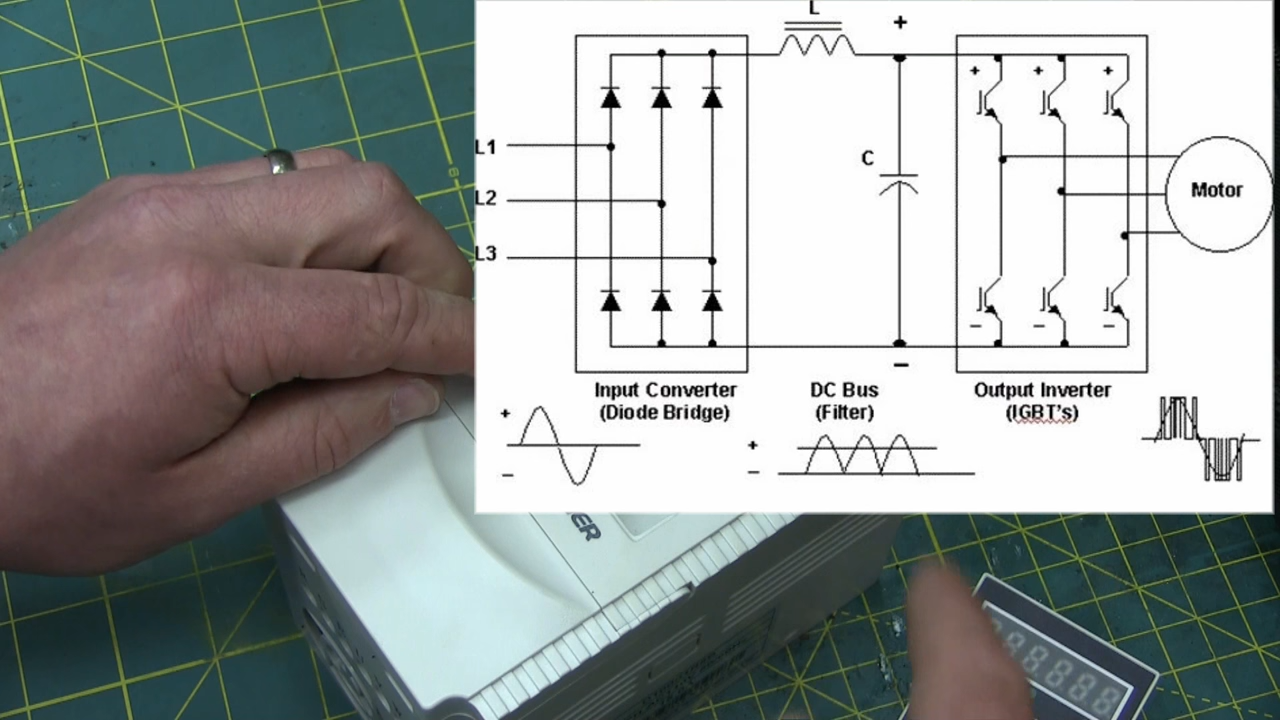 L
+
L1
L2
L3
C
+
+
+
Motor
−
−
−
−
Input Converter
(Diode Bridge)
DC Bus
(Filter)
Output Inverter
(IGBT's)
+
−
+
−